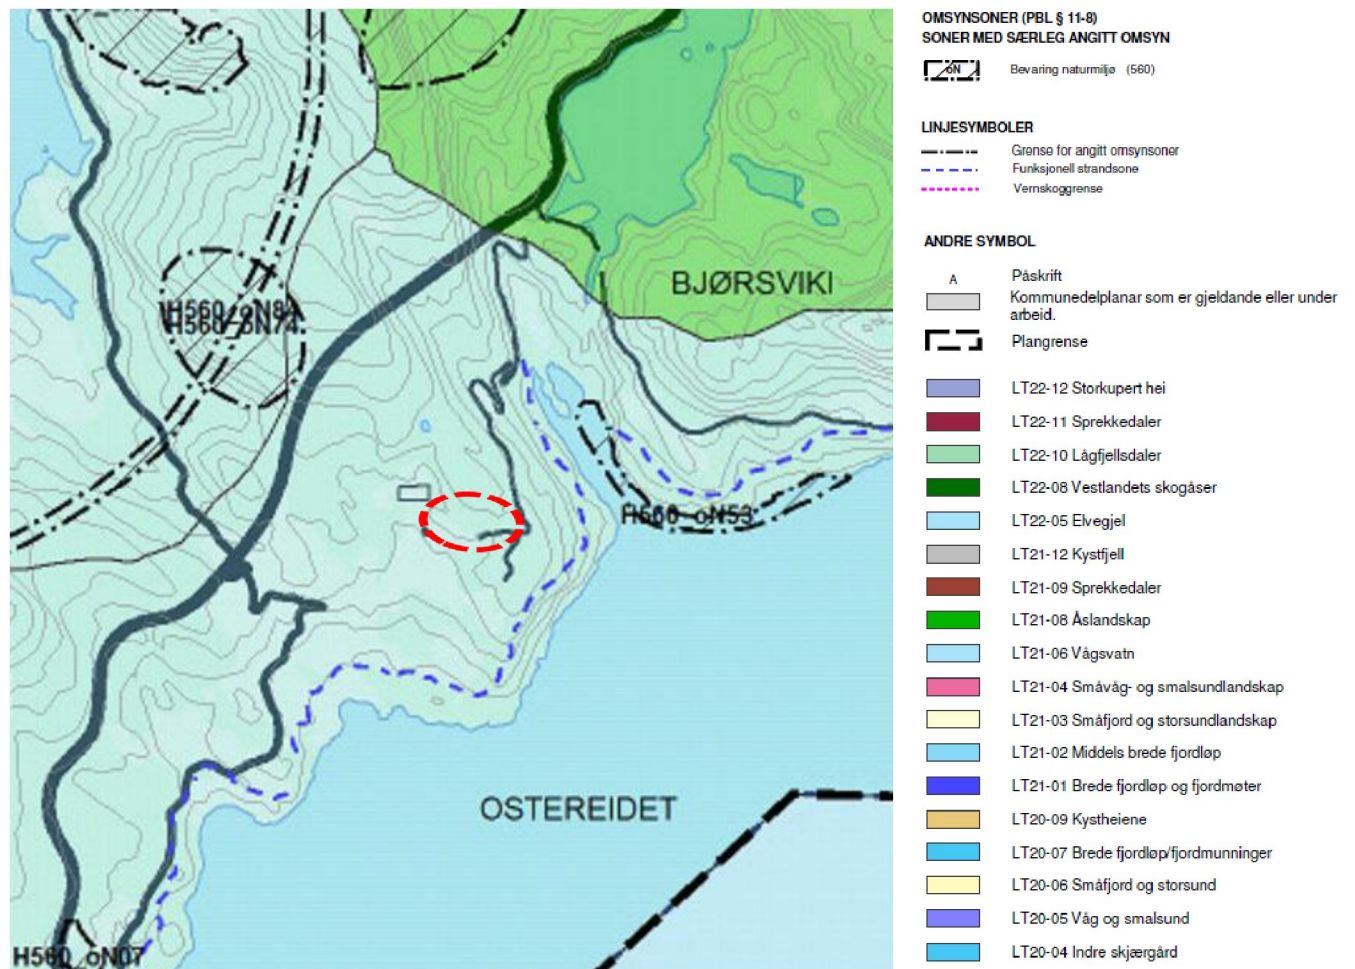 BJØRSVIKI
H560_oN53
OSTEREIDET
H560_oN07
OMSYNSONER (PBL § 11-8)
SONER MED SÆRLEG ANGITT OMSYN
oN
Bevaring naturmiljø (560)
LINJESYMBOLER
Grense for angitt omsynsoner
Funksjonell strandsone
Vernskoggrense
ANDRE SYMBOL
A
Påskrift
Kommunedelplanar som er gjeldande eller under
arbeid.
Plangrense
LT22-12 Storkupert hei
LT22-11 Sprekkedaler
LT22-10 Lågfjellsdaler
LT22-08 Vestlandets skogåser
LT22-05 Elvegjel
LT21-12 Kystfjell
LT21-09 Sprekkedaler
LT21-08 Åslandskap
LT21-06 Vågsvatn
LT21-04 Småvåg- og smalsundlandskap
LT21-03 Småfjord og storsundlandskap
LT21-02 Middels brede fjordløp
LT21-01 Brede fjordløp og fjordmøter
LT20-09 Kystheiene
LT20-07 Brede fjordløp/fjordmunninger
LT20-06 Småfjord og storsund
LT20-05 Våg og smalsund
LT20-04 Indre skjærgård